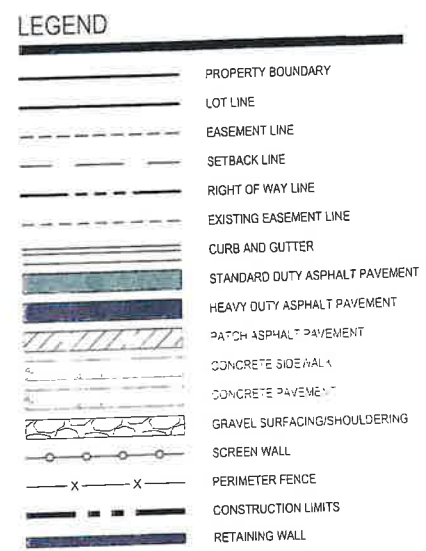 LEGEND
PROPERTY BOUNDARY
LOT LINE
EASEMENT LINE
SETBACK LINE
RIGHT OF WAY LINE
EXISTING EASEMENT LINE
CURB AND GUTTER
STANDARD DUTY ASPHALT PAVEMENT
HEAVY DUTY ASPHALT PAVEMENT
PATCH ASPHALT PAVEMENT
CONCRETE SIDEWALK
CONCRETE PAVEMENT
GRAVEL SURFACING/SHOULDERING
SCREEN WALL
X X PERIMETER FENCE
CONSTRUCTION LIMITS
RETAINING WALL